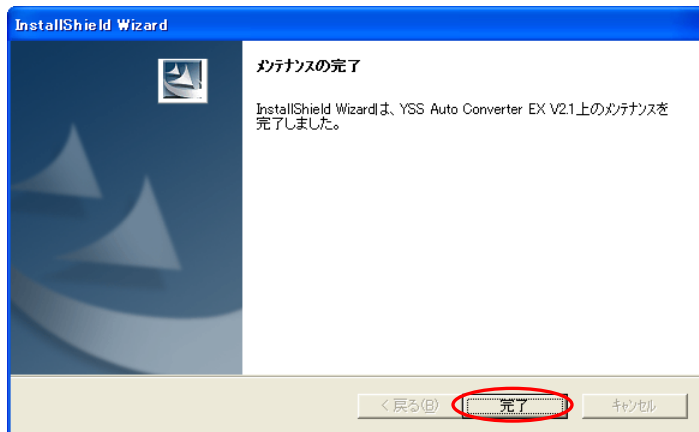 InstallShield Wizard
メンテナンスの完了
InstallShield Wizardは、YSS Auto Converter EX V2.1上のメンテナンスを
完了しました。
< 戻る(B) 完了 キャンセル